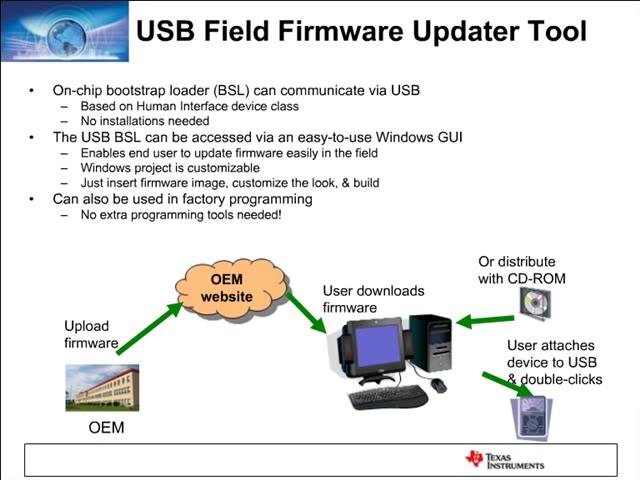 USB Field Firmware Updater Tool
• On-chip bootstrap loader (BSL) can communicate via USB
– Based on Human Interface device class
– No installations needed
• The USB BSL can be accessed via an easy-to-use Windows GUI
– Enables end user to update firmware easily in the field
– Windows project is customizable
– Just insert firmware image, customize the look, & build
• Can also be used in factory programming
– No extra programming tools needed!
OEM
website
Upload
firmware
OEM
User downloads
firmware
Or distribute
with CD-ROM
User attaches
device to USB
& double-clicks
TEXAS
INSTRUMENTS